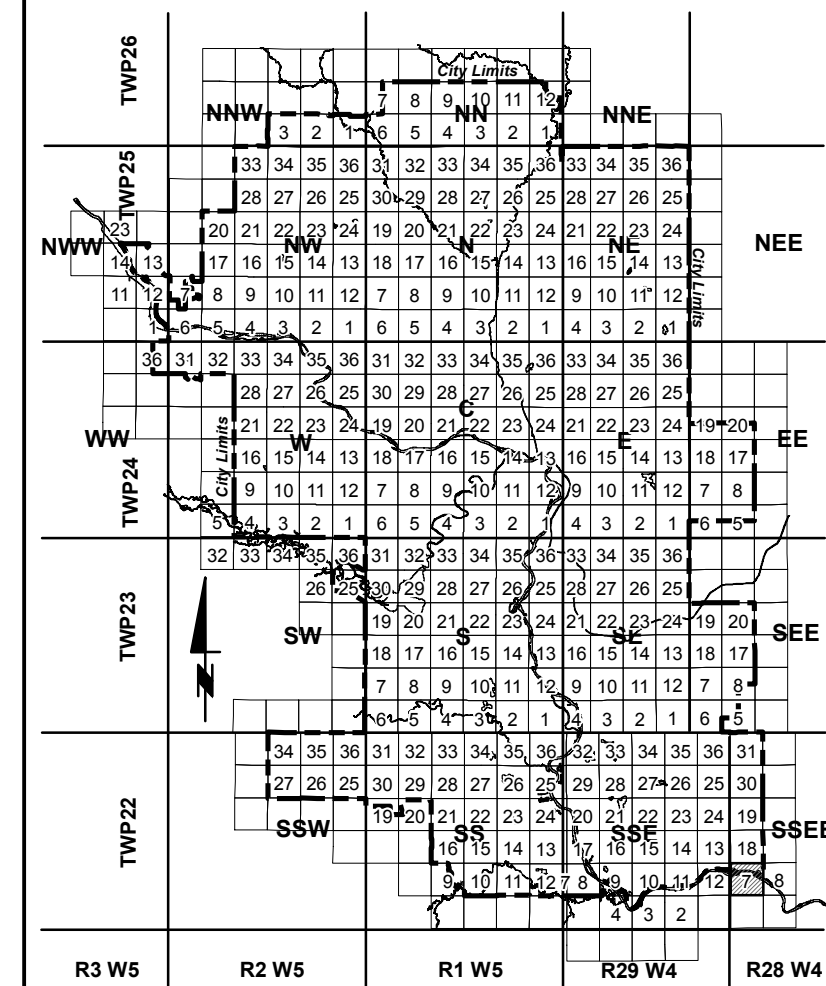 City Limits
TWP26
7 8 9 10 11 12
NNW NN NNE
3 2 1 6 5 4 3 2 1
TWP25
33 34 35 36 31 32 33 34 35 36 33 34 35 36
28 27 26 25 30 29 28 27 26 25 28 27 26 25
23 20 21 22 23 24 19 20 21 22 23 24 21 22 23 24
NWW NW N NE NEE
14 13 17 16 15 14 13 18 17 16 15 14 13 16 15 14 13
City Limits
11 12 7 8 9 10 11 12 7 8 9 10 11 12 9 10 11 12
1 6 5 4 3 2 1 6 5 4 3 2 1 4 3 2 1
36 31 32 33 34 35 36 31 32 33 34 35 36 33 34 35 36
28 27 26 25 30 29 28 27 26 25 28 27 26 25
C
21 22 23 24 19 20 21 22 23 24 21 22 23 24 19 20
WW W E EE
City Limits
16 15 14 13 18 17 16 15 14 13 16 15 14 13 18 17
TWP24
9 10 11 12 7 8 9 10 11 12 9 10 11 12 7 8
5 4 3 2 1 6 5 4 3 2 1 4 3 2 1 6 5
32 33 34 35 36 31 32 33 34 35 36 33 34 35 36
26 25 30 29 28 27 26 25 28 27 26 25
TWP23
19 20 21 22 23 24 21 22 23 24 19 20
SW S SE SEE
18 17 16 15 14 13 16 15 14 13 18 17
N
7 8 9 10 11 12 9 10 11 12 7 8
6 5 4 3 2 1 4 3 2 1 6 5
34 35 36 31 32 33 34 35 36 32 33 34 35 36 31
27 26 25 30 29 28 27 26 25 29 28 27 26 25 30
19 20 21 22 23 24 20 21 22 23 24 19
TWP22
SSW SS SSE SSEE
16 15 14 13 17 16 15 14 13 18
9 10 11 12 7 8 9 10 11 12 7 8
4 3 2
R3 W5 R2 W5 R1 W5 R29 W4 R28 W4